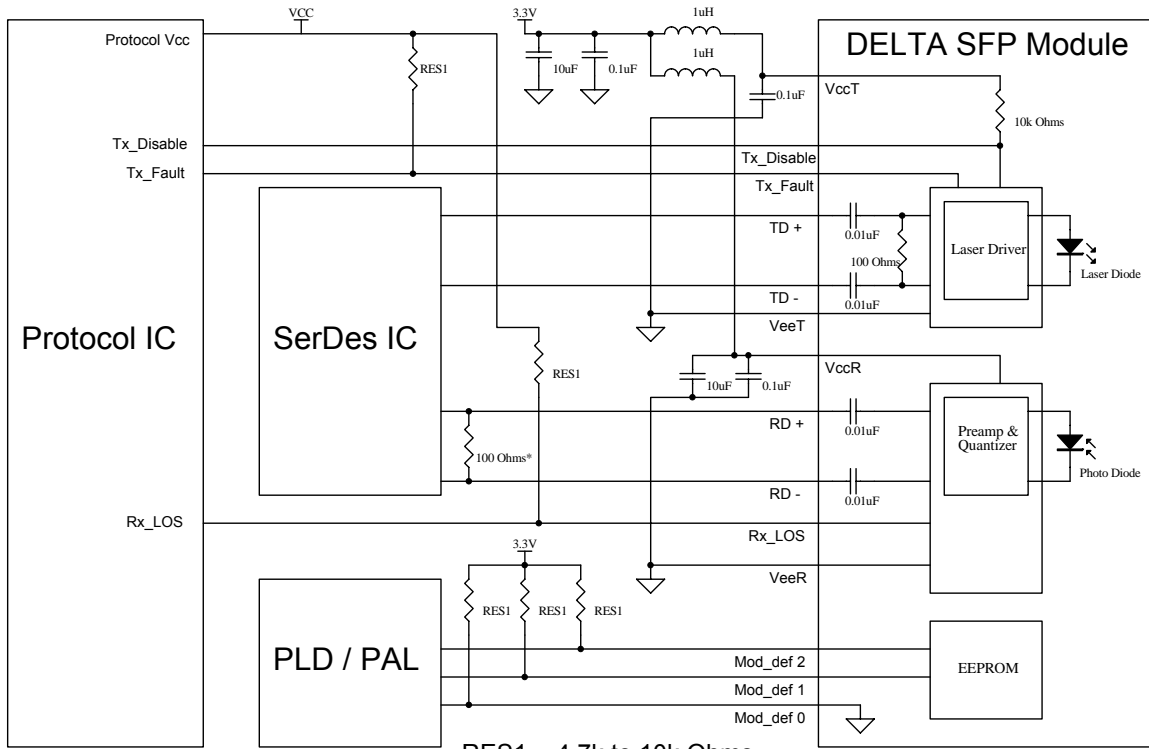 VCC
3.3V
1uH
Protocol Vcc
DELTA SFP Module
RES1
10uF
0.1uF
1uH
VccT
0.1uF
10k Ohms
Tx_Disable
Tx_Disable
Tx_Fault
Tx_Fault
TD +
0.01uF
100 Ohms
Laser Driver
Laser Diode
0.01uF
TD -
VeeT
Protocol IC
SerDes IC
RES1
VccR
10uF
0.1uF
RD +
0.01uF
Preamp &
Quantizer
100 Ohms*
Photo Diode
RD -
0.01uF
Rx_LOS
Rx_LOS
3.3V
VeeR
RES1
RES1
RES1
PLD / PAL
Mod_def 2
EEPROM
Mod_def 1
Mod_def 0